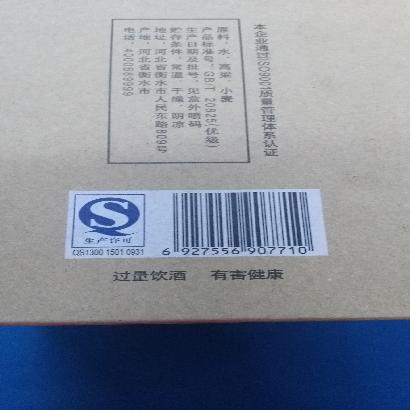 本企业通过ISO9001质量管理体系认证
原料：水、高粱、小麦
产品标准号：GB/T 20825(优级)
生产日期及批号：见盒外喷码
贮存条件：常温、干燥、阴凉
地址：河北省衡水市人民东路809号
产地：河北省衡水市
电话：4001689999
生产许可
QS1300 1501 0931
6 927556 907710
过量饮酒 有害健康